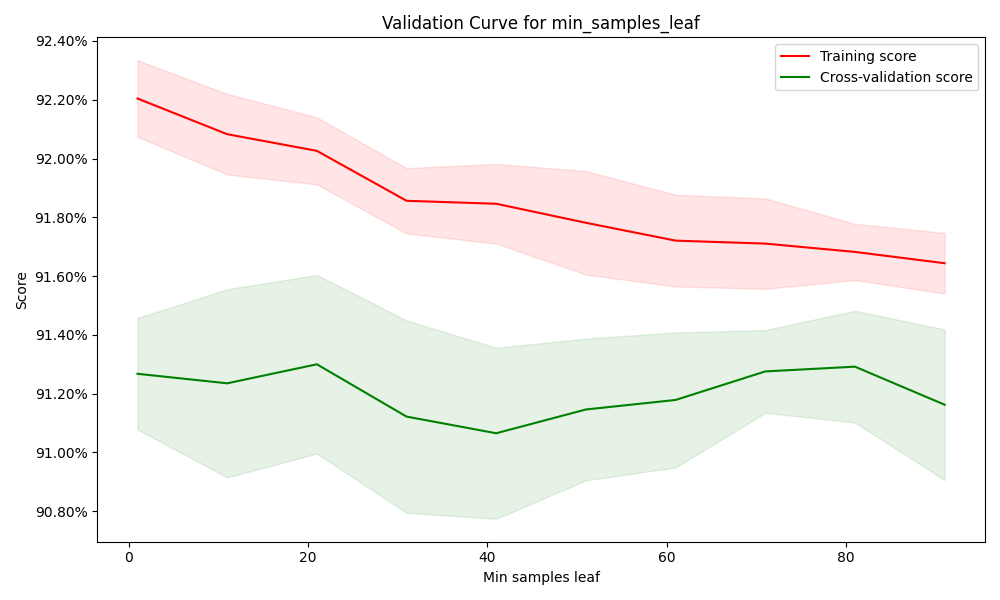 Validation Curve for min_samples_leaf
92.40%
92.20%
92.00%
91.80%
91.60%
91.40%
91.20%
91.00%
90.80%
Score
Training score
Cross-validation score
0
20
40
60
80
Min samples leaf